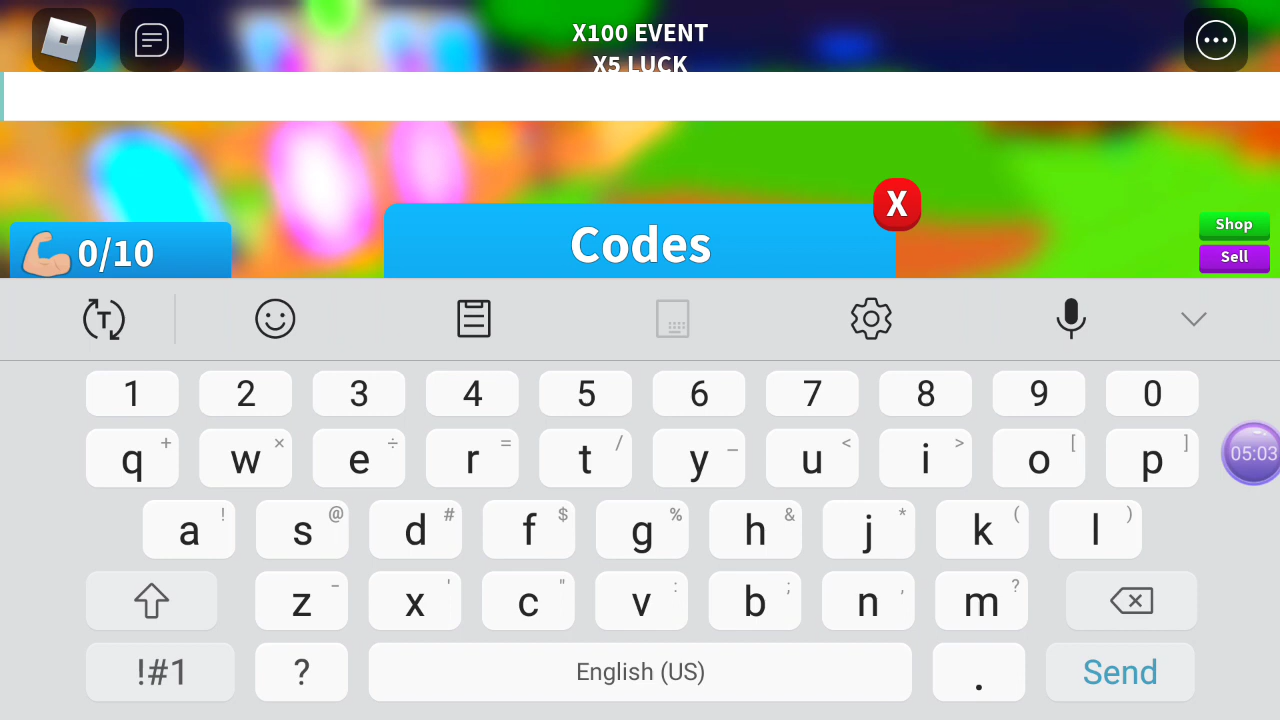 X100 EVENT
X5 LUCK
X
0/10
Codes
Shop
Sell
T
1 2 3 4 5 6 7 8 9 0
q + w × e ÷ r = t / y _ u < i > o [ p ]
05:03
a ! s @ d # f $ g % h & j * k ( l )
z - x ' c " v : b ; n , m ?
!#1 ? English (US) . Send